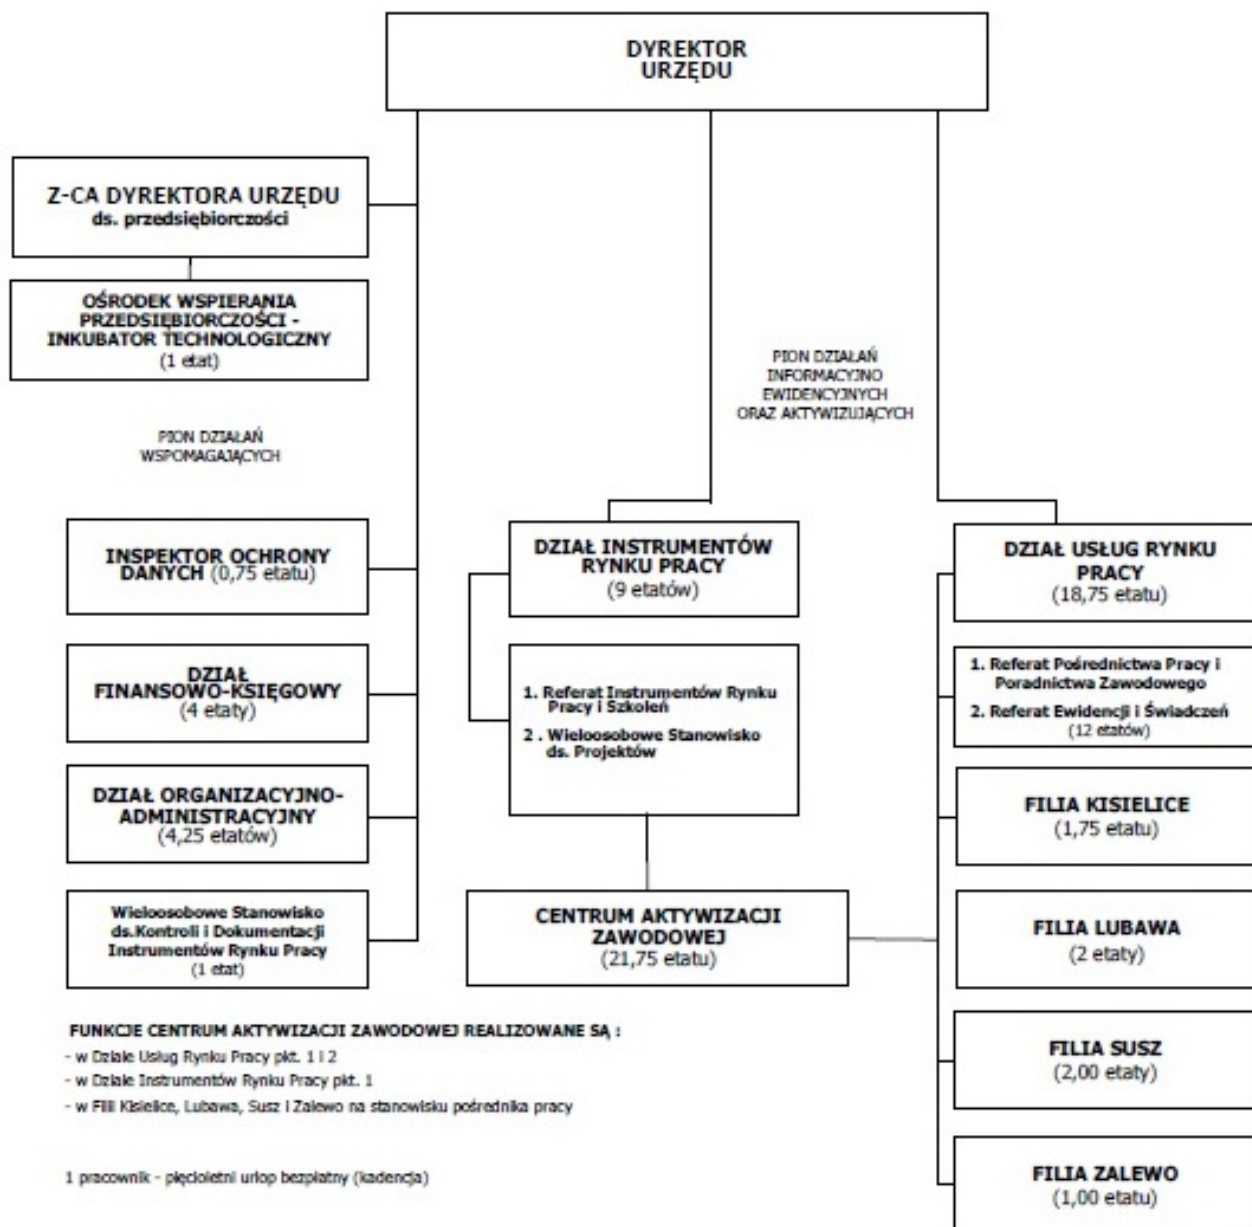 DYREKTOR
URZĘDU
Z-CA DYREKTORA URZĘDU
ds. przedsiębiorczości
OŚRODEK WSPIERANIA
PRZEDSIĘBIORCZOŚCI -
INKUBATOR TECHNOLOGICZNY
(1 etat)
PION DZIAŁAŃ
INFORMACYJNO
EWIDENCYJNYCH
ORAZ AKTYWIZUJĄCYCH
PION DZIAŁAŃ
WSPOMAGAJĄCYCH
INSPEKTOR OCHRONY
DANYCH (0,75 etatu)
DZIAŁ
FINANSOWO-KSIĘGOWY
(4 etaty)
DZIAŁ ORGANIZACYJNO-
ADMINISTRACYJNY
(4,25 etatów)
Wieloosobowe Stanowisko
ds.Kontroli i Dokumentacji
Instrumentów Rynku Pracy
(1 etat)
DZIAŁ INSTRUMENTÓW
RYNKU PRACY
(9 etatów)
1. Referat Instrumentów Rynku
Pracy i Szkoleń
2 . Wieloosobowe Stanowisko
ds. Projektów
CENTRUM AKTYWIZACJI
ZAWODOWEJ
(21,75 etatu)
DZIAŁ USŁUG RYNKU
PRACY
(18,75 etatu)
1. Referat Pośrednictwa Pracy i
Poradnictwa Zawodowego
2. Referat Ewidencji i Świadczeń
(12 etatów)
FILIA KISIELICE
(1,75 etatu)
FILIA LUBAWA
(2 etaty)
FILIA SUSZ
(2,00 etaty)
FILIA ZALEWO
(1,00 etatu)
FUNKCJE CENTRUM AKTYWIZACJI ZAWODOWEJ REALIZOWANE SĄ :
- w Dziale Usług Rynku Pracy pkt. 1 i 2
- w Dziale Instrumentów Rynku Pracy pkt. 1
- w Filii Kisielice, Lubawa, Susz i Zalewo na stanowisku pośrednika pracy
1 pracownik - pięcioletni urlop bezpłatny (kadencja)